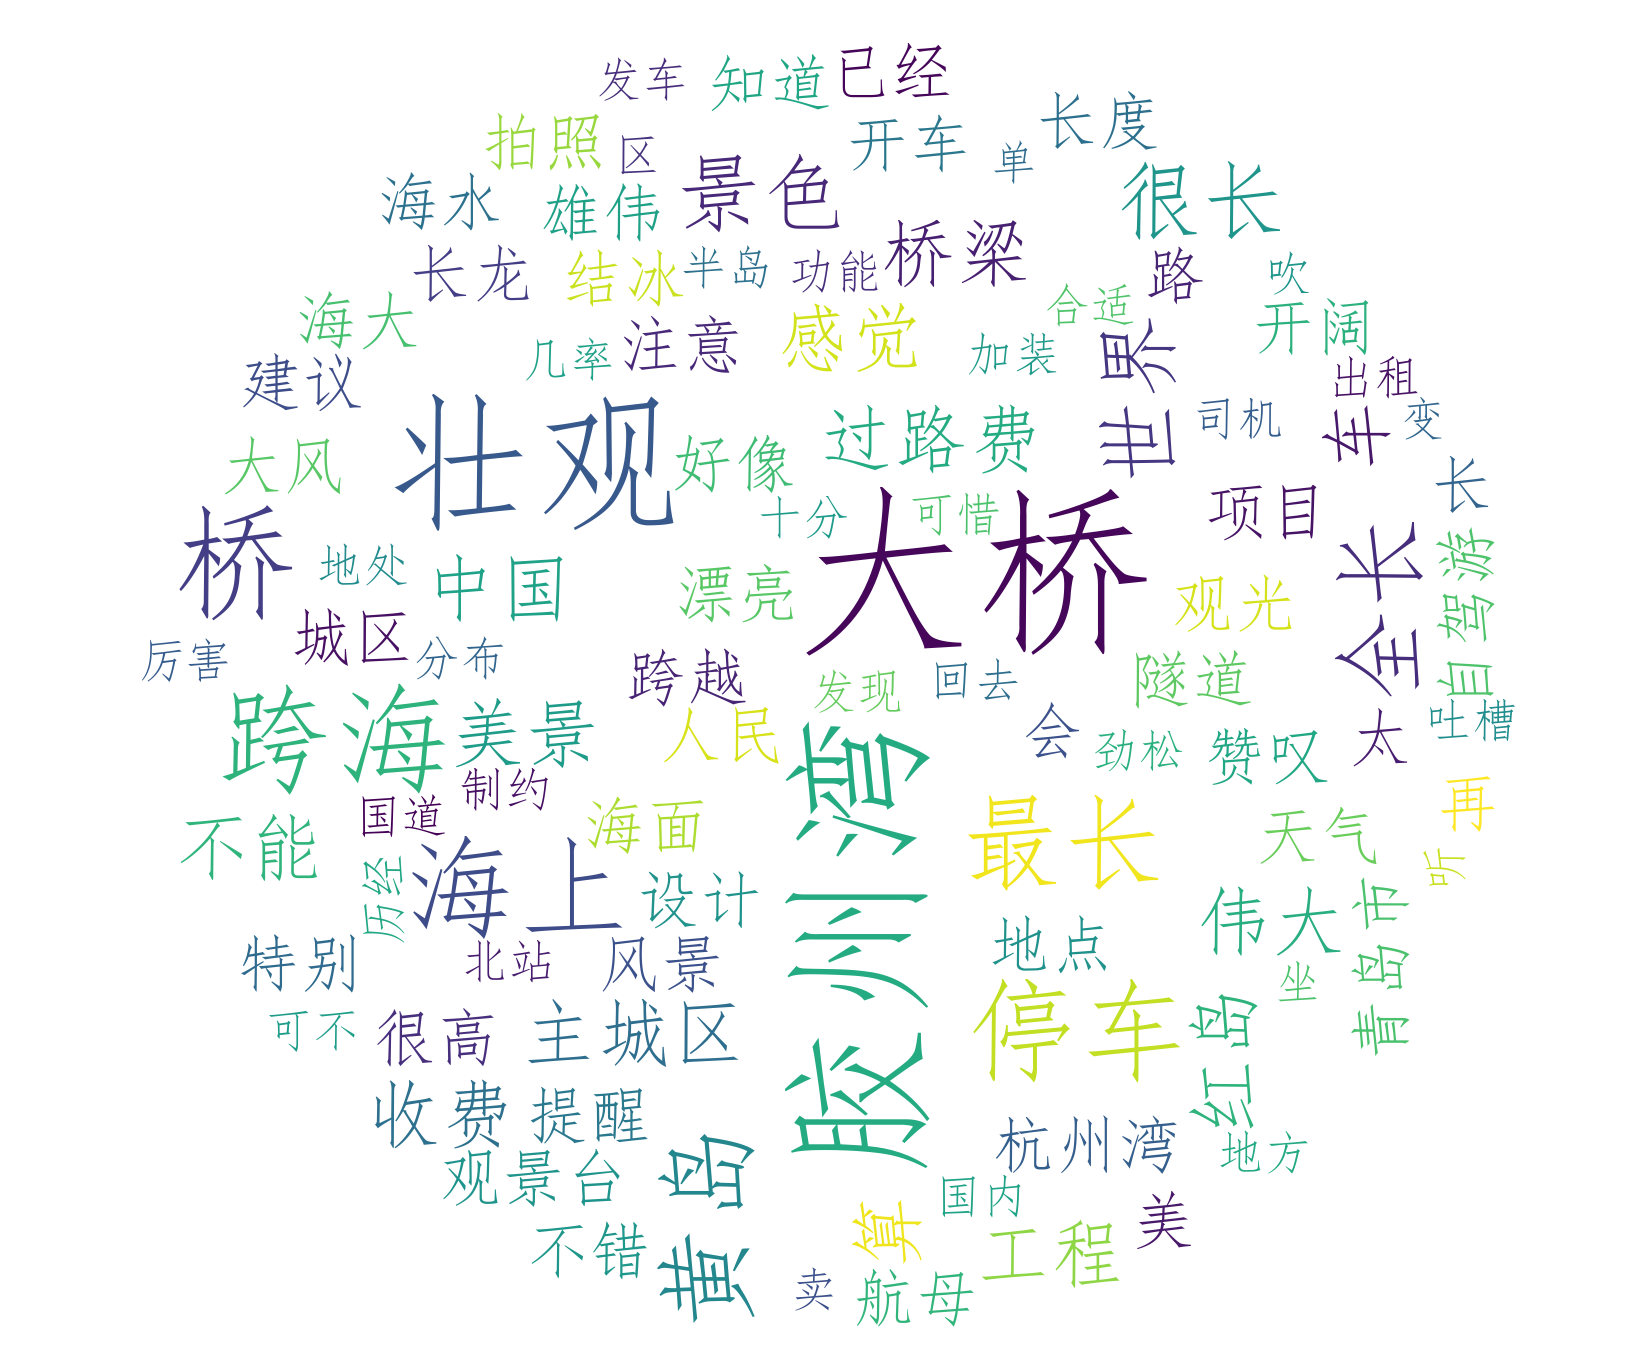 发车
知道
已经
拍照
区
开车
单
长度
海水
雄伟
景色
很长
长龙
结冰
半岛
功能
桥梁
路
吹
海大
几率
注意
感觉
合适
加装
世界
开阔
建议
出租
车
变
司机
大风
壮观
好像
过路费
长
桥
地处
中国
十分
可惜
大桥
项目
全长
自驾游
漂亮
观光
厉害
城区
分布
跨越
发现
回去
隧道
跨海
美景
人民
会
劲松
赞叹
太
吐槽
国道
制约
胶州湾
不能
历经
海上
海面
最长
天气
再
听
设计
伟大
青岛市
特别
北站
风景
地点
停车
坐
红岛
可不
很高
主城区
收费
提醒
杭州湾
地方
观景台
黄岛
不错
算
国内
工程
美
卖
航母